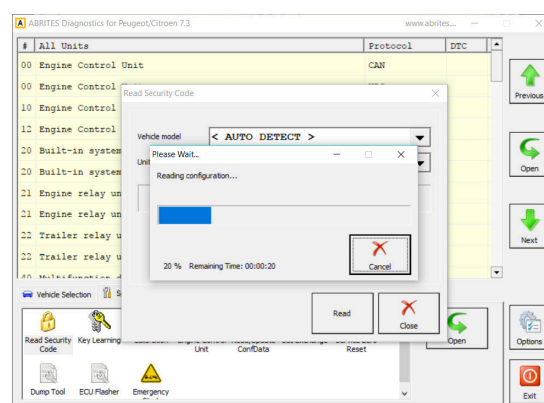 ABRITES Diagnostics for Peugeot/Citroen 7.3 www.abrites...
# All Units Protocol DTC
00 Engine Control Unit CAN
00 Engine Control
10 Engine Control
12 Engine Control
20 Built-in system
20 Built-in system
21 Engine relay un
21 Engine relay un
22 Trailer relay u
22 Trailer relay u
Previous
Open
Next
Read Security Code
Vehicle model < AUTO DETECT >
Unit
Please Wait...
Reading configuration...
20 % Remaining Time: 00:00:20
Cancel
Read
Close
Vehicle Selection S
Read Security Code
Key Learning
Unit
ConfData
Reset
Open
Options
Dump Tool
ECU Flasher
Emergency
Exit